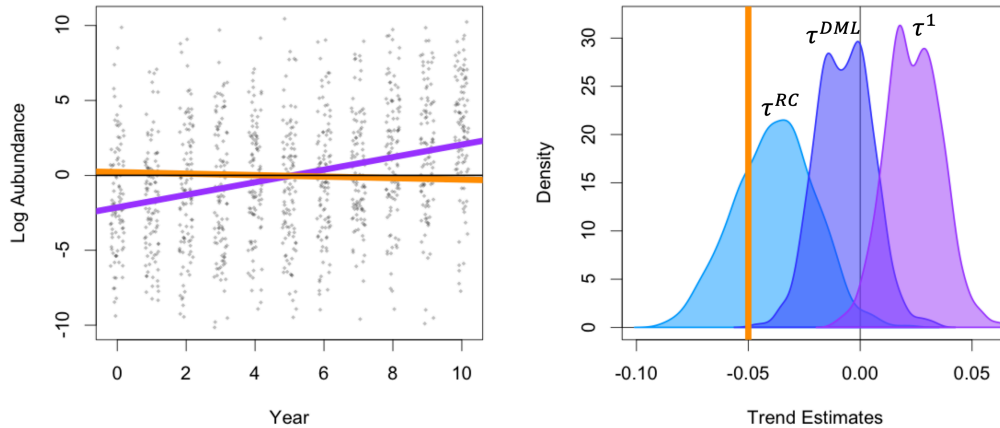 Log Aubundance
10
5
0
-5
-10
0 2 4 6 8 10
Year
Density
30
25
20
15
10
5
0
τ^DML
τ^1
τ^RC
-0.10 -0.05 0.00 0.05
Trend Estimates